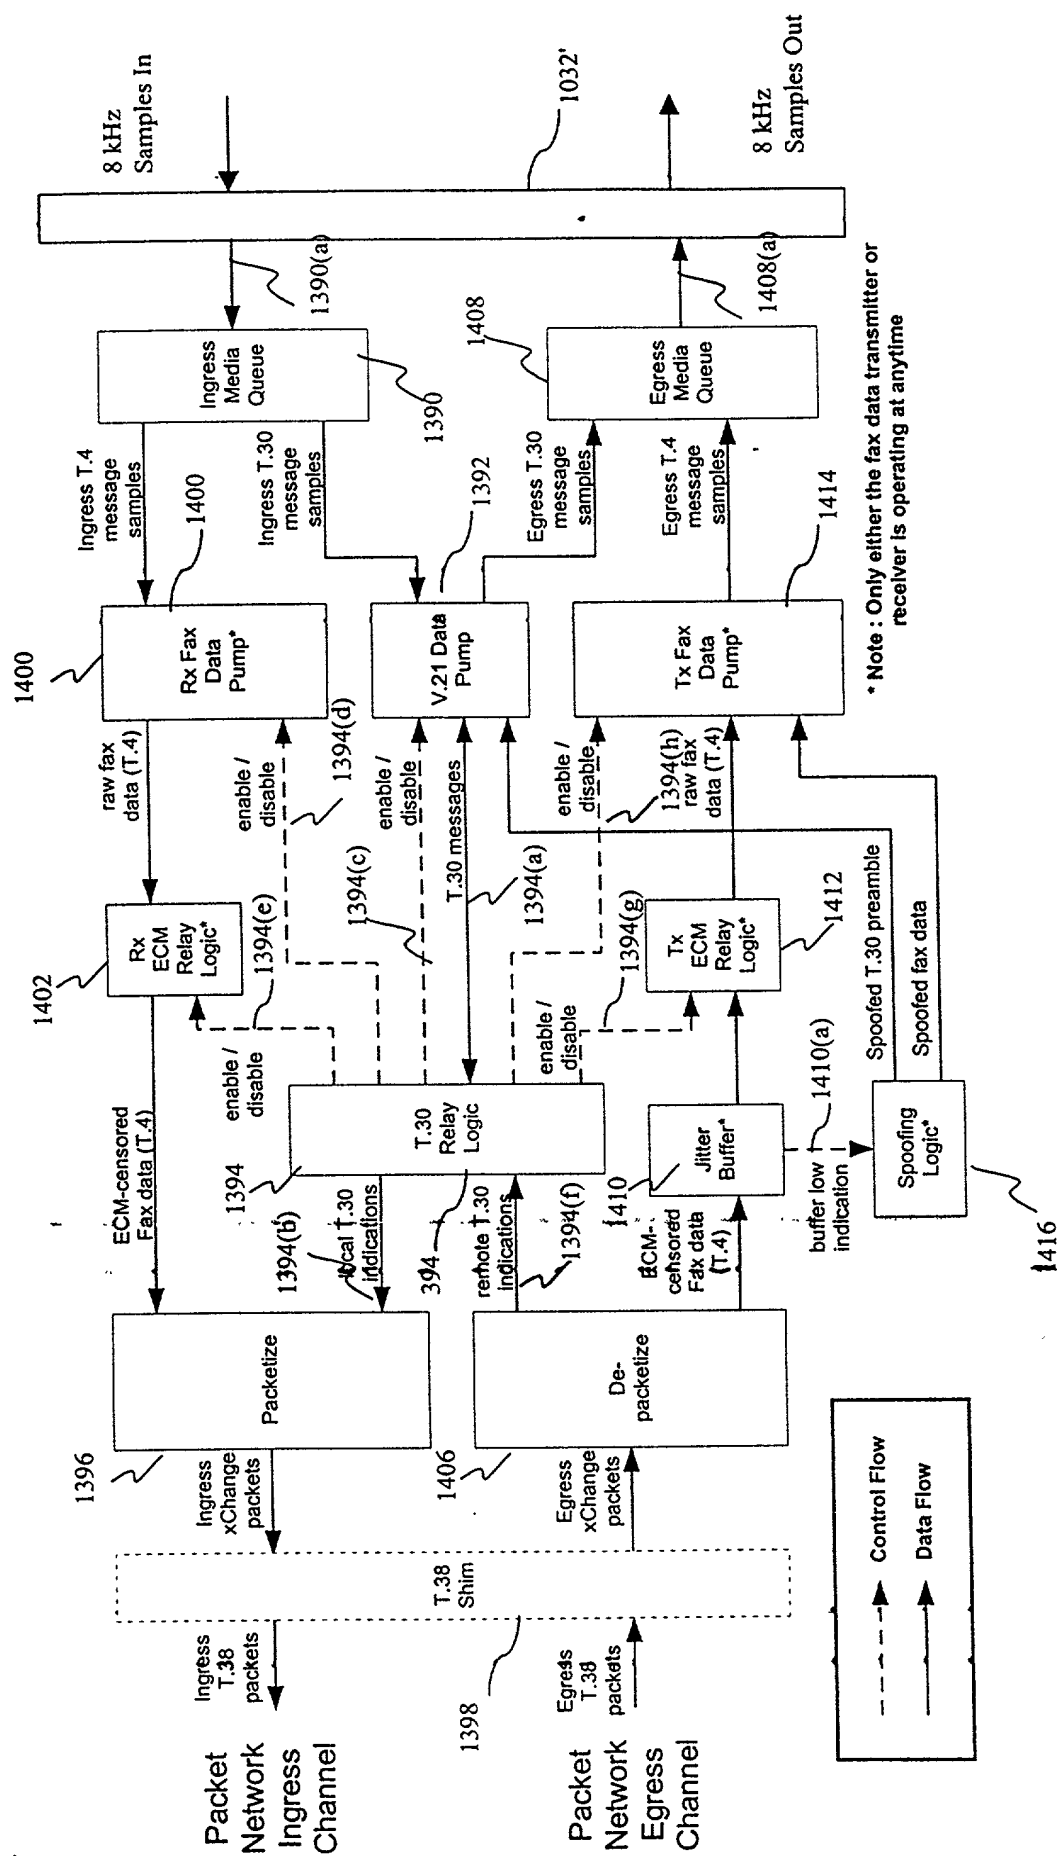 8 kHz
Samples In
1032'
8 kHz
Samples Out
1390(a)
Ingress
Media
Queue
1390
1408(a)
Egress
Media
Queue
1408
Ingress T.4
message
samples
Ingress T.30
message
samples
Egress T.30
message
samples
Egress T.4
message
samples
1400
1400
Rx Fax
Data
Pump*
1392
V.21 Data
Pump
1414
Tx Fax
Data
Pump*
* Note : Only either the fax data transmitter or
receiver is operating at anytime
raw fax
data (T.4)
enable /
disable
1394(d)
enable /
disable
1394(c)
T.30 messages
1394(a)
enable /
disable
1394(h)
raw fax
data (T.4)
1402
Rx
ECM
Relay
Logic*
1394(e)
enable /
disable
1394(g)
enable /
disable
Tx
ECM
Relay
Logic*
1412
Spoofed T.30 preamble
Spoofed fax data
ECM-censored
Fax data (T.4)
1394
T.30
Relay
Logic
394
1410
Jitter
Buffer*
1410(a)
buffer low
indication
Spoofing
Logic*
1416
1394(b)
local T.30
indications
remote T.30
indications
1394(f)
ECM-
censored
Fax data
(T.4)
1396
Packetize
1406
De-
packetize
Ingress
xChange
packets
Egress
xChange
packets
T.38
Shim
1398
Ingress
T.38
packets
Egress
T.38
packets
Packet
Network
Ingress
Channel
Packet
Network
Egress
Channel
Control Flow
Data Flow